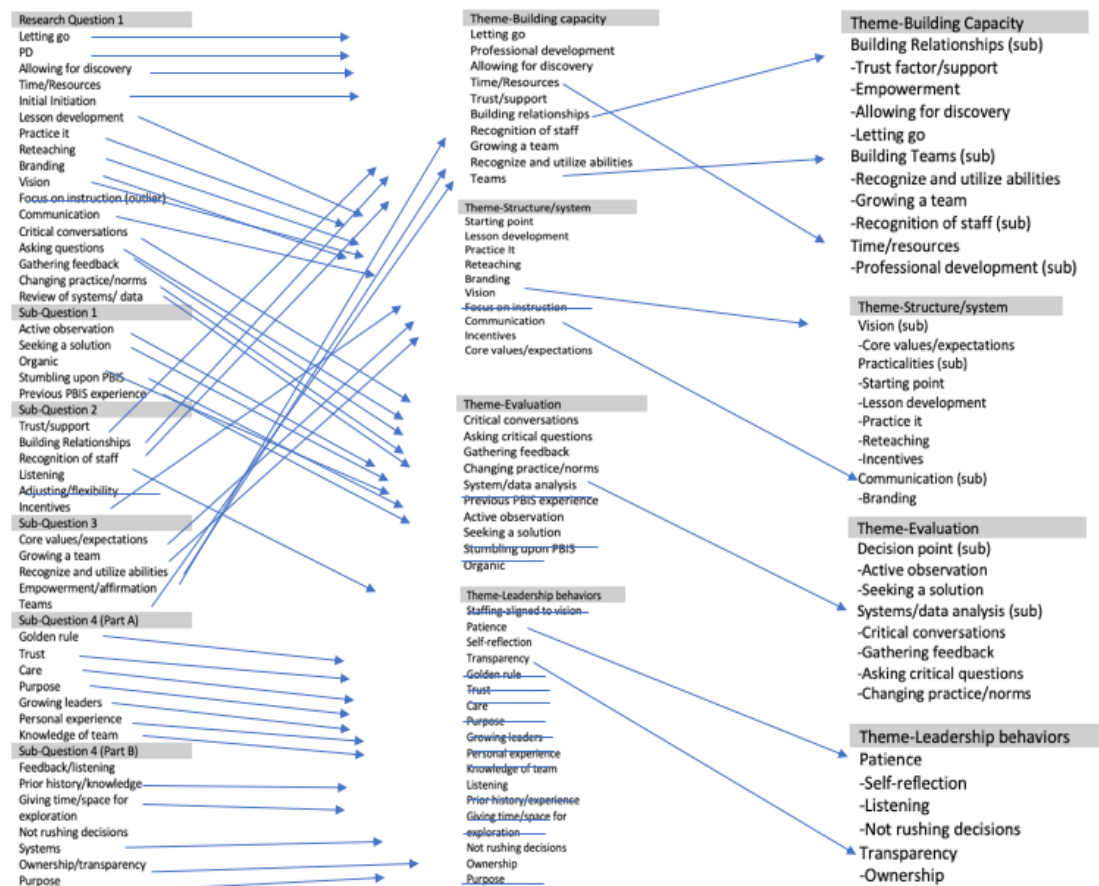 Research Question 1
Letting go
PD
Allowing for discovery
Time/Resources
Initial Initiation
Lesson development
Practice it
Reteaching
Branding
Vision
Focus on instruction (outlier)
Communication
Critical conversations
Asking questions
Gathering feedback
Changing practice/norms
Review of systems/ data
Sub-Question 1
Active observation
Seeking a solution
Organic
Stumbling upon PBIS
Previous PBIS experience
Sub-Question 2
Trust/support
Building Relationships
Recognition of staff
Listening
Adjusting/flexibility
Incentives
Sub-Question 3
Core values/expectations
Growing a team
Recognize and utilize abilities
Empowerment/affirmation
Teams
Sub-Question 4 (Part A)
Golden rule
Trust
Care
Purpose
Growing leaders
Personal experience
Knowledge of team
Sub-Question 4 (Part B)
Feedback/listening
Prior history/knowledge
Giving time/space for
exploration
Not rushing decisions
Systems
Ownership/transparency
Purpose
Theme-Building capacity
Letting go
Professional development
Allowing for discovery
Time/Resources
Trust/support
Building relationships
Recognition of staff
Growing a team
Recognize and utilize abilities
Teams
Theme-Structure/system
Starting point
Lesson development
Practice It
Reteaching
Branding
Vision
Focus on instruction
Communication
Incentives
Core values/expectations
Theme-Evaluation
Critical conversations
Asking critical questions
Gathering feedback
Changing practice/norms
System/data analysis
Previous PBIS experience
Active observation
Seeking a solution
Stumbling upon PBIS
Organic
Theme-Leadership behaviors
Staffing aligned to vision
Patience
Self-reflection
Transparency
Golden rule
Trust
Care
Purpose
Growing leaders
Personal experience
Knowledge of team
Listening
Prior history/experience
Giving time/space for
exploration
Not rushing decisions
Ownership
Purpose
Theme-Building Capacity
Building Relationships (sub)
-Trust factor/support
-Empowerment
-Allowing for discovery
-Letting go
Building Teams (sub)
-Recognize and utilize abilities
-Growing a team
-Recognition of staff (sub)
Time/resources
-Professional development (sub)
Theme-Structure/system
Vision (sub)
-Core values/expectations
Practicalities (sub)
-Starting point
-Lesson development
-Practice it
-Reteaching
-Incentives
Communication (sub)
-Branding
Theme-Evaluation
Decision point (sub)
-Active observation
-Seeking a solution
Systems/data analysis (sub)
-Critical conversations
-Gathering feedback
-Asking critical questions
-Changing practice/norms
Theme-Leadership behaviors
Patience
-Self-reflection
-Listening
-Not rushing decisions
Transparency
-Ownership